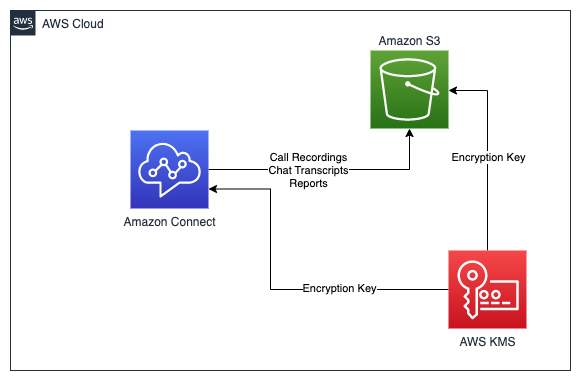 aws
AWS Cloud
Amazon S3
Call Recordings
Chat Transcripts
Reports
Encryption Key
Amazon Connect
Encryption Key
AWS KMS